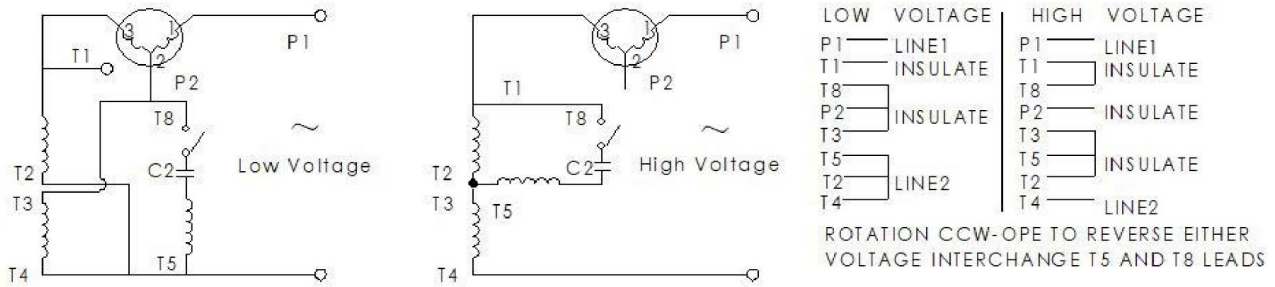 3 1
2
T1
P1
P2
T8
C2
~
Low Voltage
T2
T3
T5
T4
3 1
2
P1
P2
T1
T8
C2
~
High Voltage
T2
T3
T5
T4
LOW VOLTAGE
P1 LINE1
T1 INSULATE
T8
P2 INSULATE
T3
T5
T2 LINE2
T4
HIGH VOLTAGE
P1 LINE1
T1 INSULATE
T8
P2 INSULATE
T3
T5 INSULATE
T2
T4 LINE2
ROTATION CCW-OPE TO REVERSE EITHER
VOLTAGE INTERCHANGE T5 AND T8 LEADS